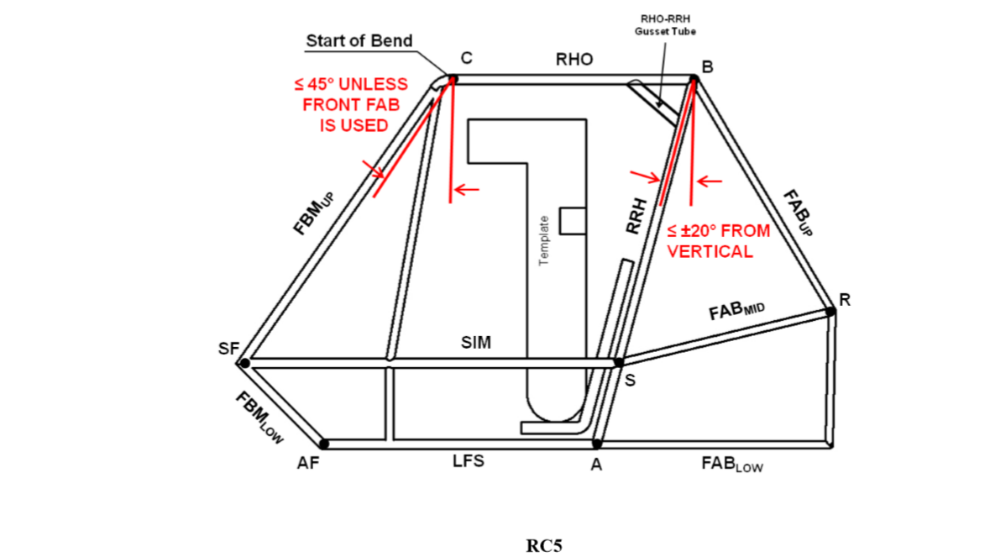 RHO-RRH
Gusset Tube
Start of Bend
C
RHO
B
≤ 45° UNLESS
FRONT FAB
IS USED
FBMUP
RRH
FABUP
Template
≤ ±20° FROM
VERTICAL
R
FABMID
SF
SIM
S
FBMLOW
AF
LFS
A
FABLOW
RC5